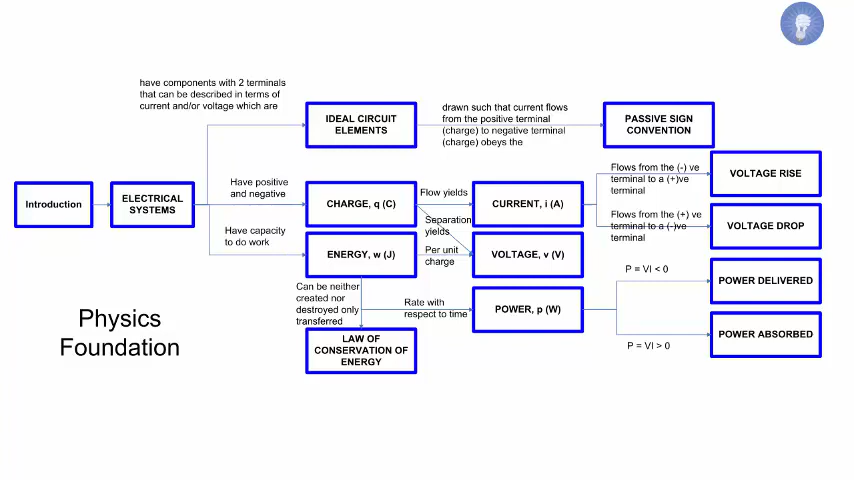 have components with 2 terminals
that can be described in terms of
current and/or voltage which are
IDEAL CIRCUIT
ELEMENTS
drawn such that current flows
from the positive terminal
(charge) to negative terminal
(charge) obeys the
PASSIVE SIGN
CONVENTION
Introduction
ELECTRICAL
SYSTEMS
Have positive
and negative
CHARGE, q (C)
Flow yields
CURRENT, i (A)
Flows from the (-) ve
terminal to a (+)ve
terminal
VOLTAGE RISE
Flows from the (+) ve
terminal to a (-)ve
terminal
VOLTAGE DROP
Separation
yields
Have capacity
to do work
ENERGY, w (J)
Per unit
charge
VOLTAGE, v (V)
Can be neither
created nor
destroyed only
transferred
Rate with
respect to time
POWER, p (W)
P = VI < 0
POWER DELIVERED
P = VI > 0
POWER ABSORBED
LAW OF
CONSERVATION OF
ENERGY
Physics
Foundation